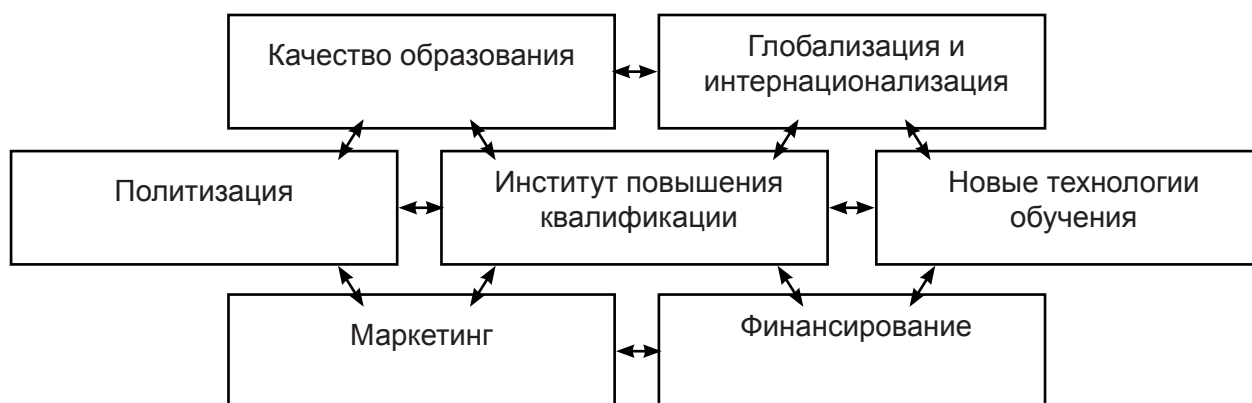 Качество образования
Глобализация и
интернационализация
Политизация
Институт повышения
квалификации
Новые технологии
обучения
Маркетинг
Финансирование